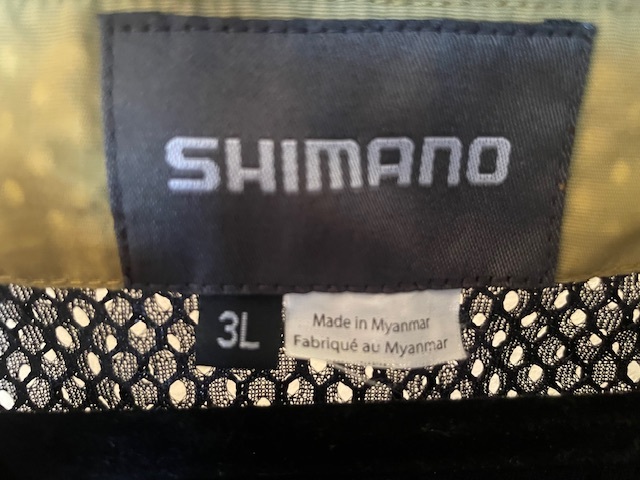 SHIMANO
3L
Made in Myanmar
Fabriqué au Myanmar